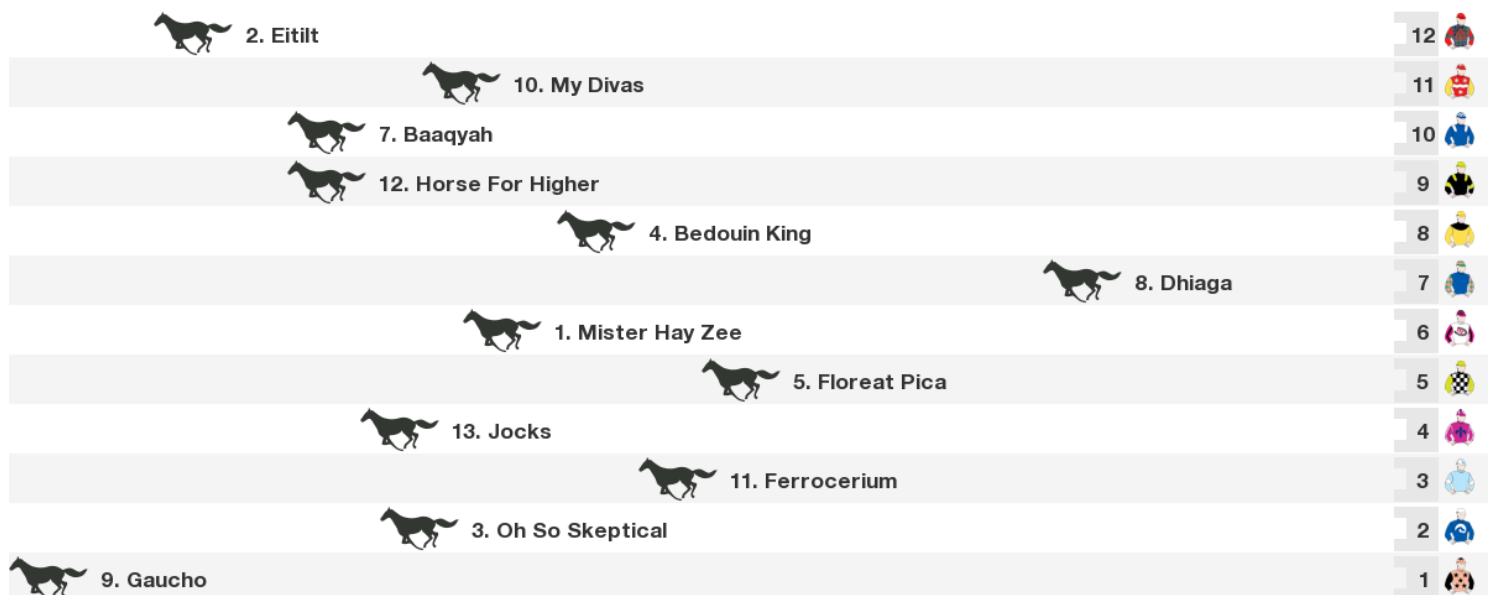 2. Eitilt 12
10. My Divas 11
7. Baaqyah 10
12. Horse For Higher 9
4. Bedouin King 8
8. Dhiaga 7
1. Mister Hay Zee 6
5. Floreat Pica 5
13. Jocks 4
11. Ferrocerium 3
3. Oh So Skeptical 2
9. Gaucho 1